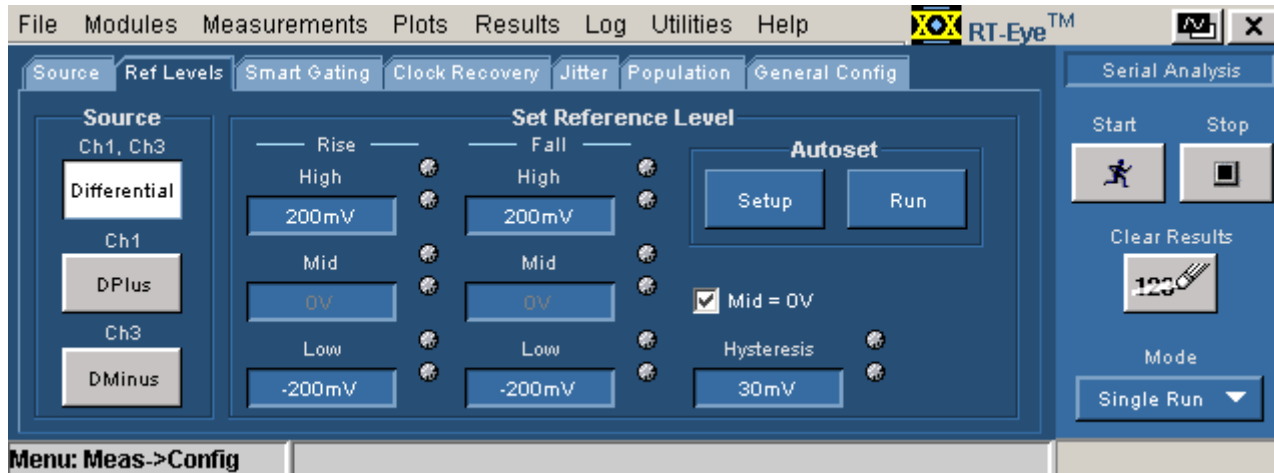 File Modules Measurements Plots Results Log Utilities Help RT-Eye™
Source Ref Levels Smart Gating Clock Recovery Jitter Population General Config
Serial Analysis
Source
Ch1, Ch3
Differential
Ch1
DPlus
Ch3
DMinus
Set Reference Level
Rise
High
200mV
Mid
0V
Low
-200mV
Fall
High
200mV
Mid
0V
Low
-200mV
Autoset
Setup Run
Mid = 0V
Hysteresis
30mV
Start Stop
Clear Results
123
Mode
Single Run
Menu: Meas->Config